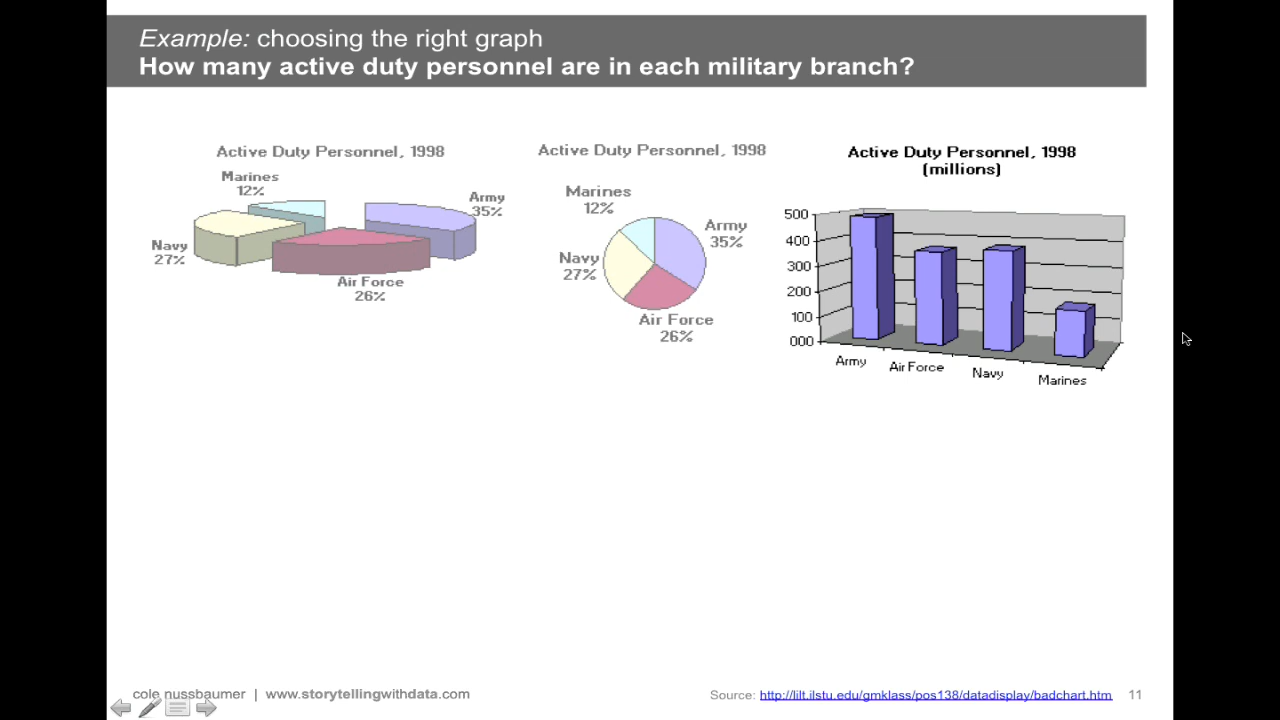 Example: choosing the right graph
How many active duty personnel are in each military branch?
Active Duty Personnel, 1998
Marines
12%
Army
35%
Navy
27%
Air Force
26%
Active Duty Personnel, 1998
Marines
12%
Army
35%
Navy
27%
Air Force
26%
Active Duty Personnel, 1998
(millions)
500
400
300
200
100
000
Army
Air Force
Navy
Marines
cole nussbaumer | www.storytellingwithdata.com
Source: http://lilt.ilstu.edu/gmklass/pos138/datadisplay/badchart.htm
11